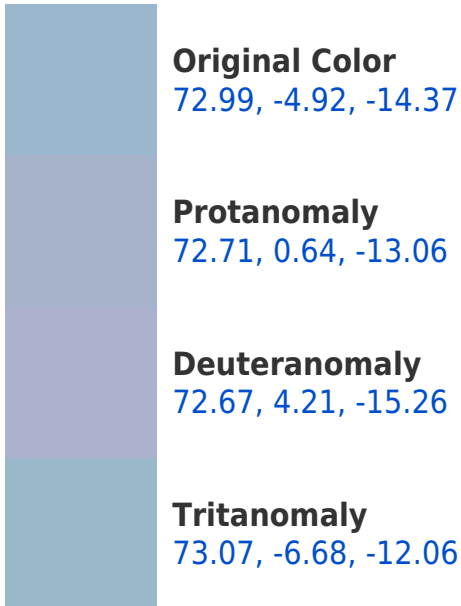 Original Color
72.99, -4.92, -14.37
Protanomaly
72.71, 0.64, -13.06
Deuteranomaly
72.67, 4.21, -15.26
Tritanomaly
73.07, -6.68, -12.06